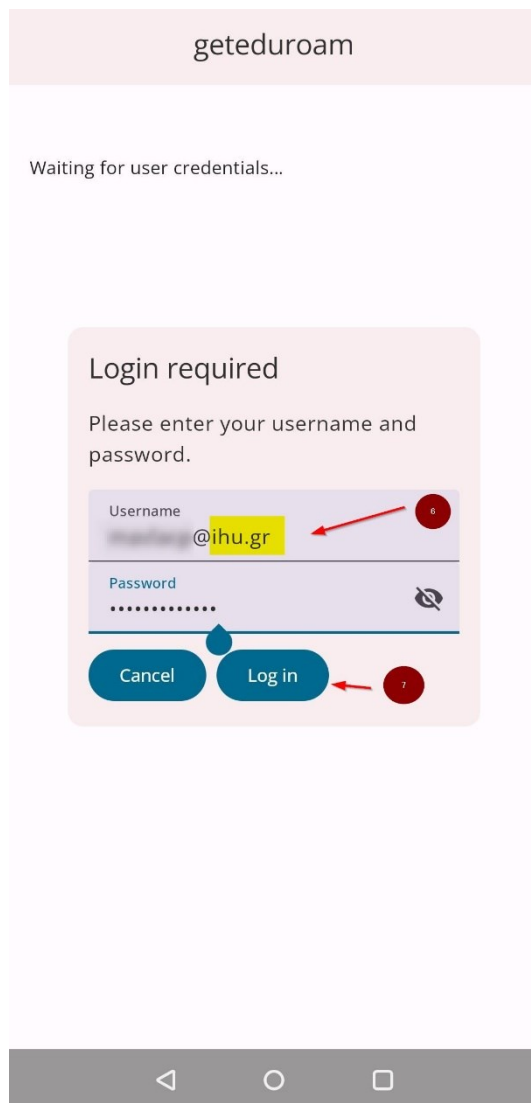 geteduroam
Waiting for user credentials...
Login required
Please enter your username and
password.
Username
@ihu.gr
6
Password
•••••••••••••
Cancel
Log in
7